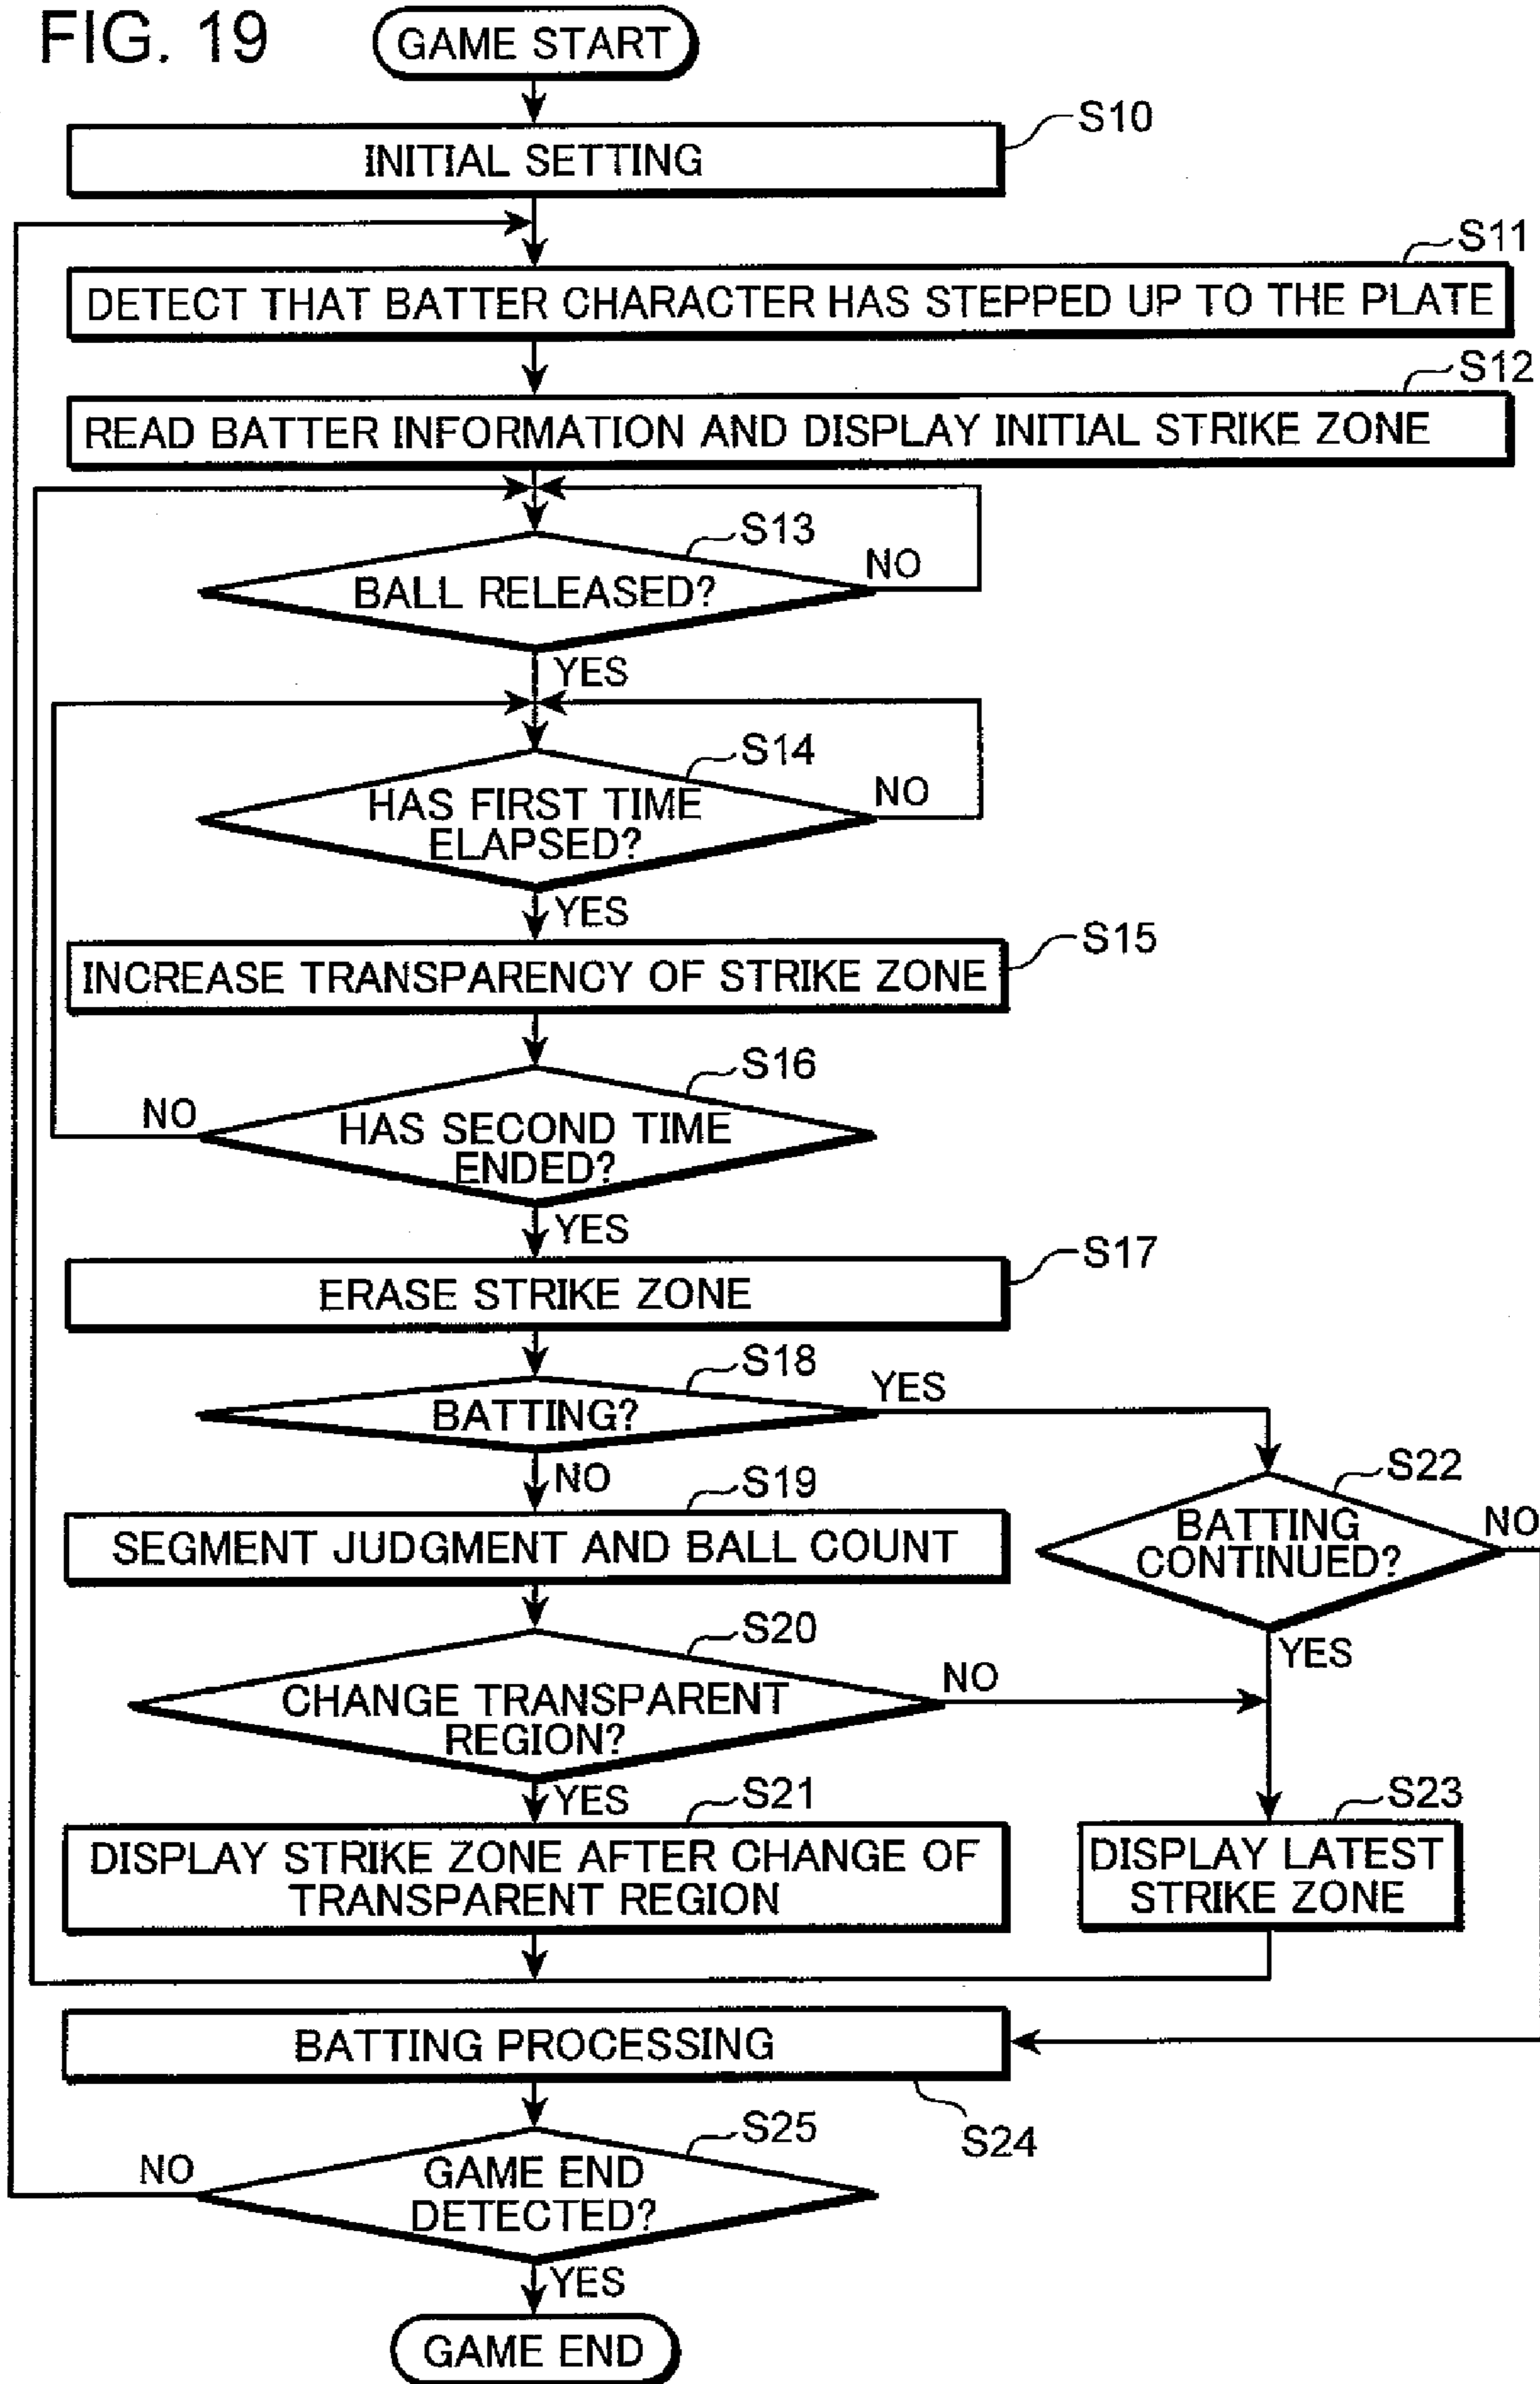 FIG. 19
GAME START
S10
INITIAL SETTING
S11
DETECT THAT BATTER CHARACTER HAS STEPPED UP TO THE PLATE
S12
READ BATTER INFORMATION AND DISPLAY INITIAL STRIKE ZONE
S13
BALL RELEASED?
NO
YES
S14
HAS FIRST TIME
ELAPSED?
NO
YES
S15
INCREASE TRANSPARENCY OF STRIKE ZONE
S16
HAS SECOND TIME
ENDED?
NO
YES
S17
ERASE STRIKE ZONE
S18
BATTING?
YES
NO
S19
SEGMENT JUDGMENT AND BALL COUNT
S22
BATTING
CONTINUED?
NO
YES
S20
CHANGE TRANSPARENT
REGION?
NO
YES
S21
DISPLAY STRIKE ZONE AFTER CHANGE OF
TRANSPARENT REGION
S23
DISPLAY LATEST
STRIKE ZONE
BATTING PROCESSING
S24
S25
GAME END
DETECTED?
NO
YES
GAME END